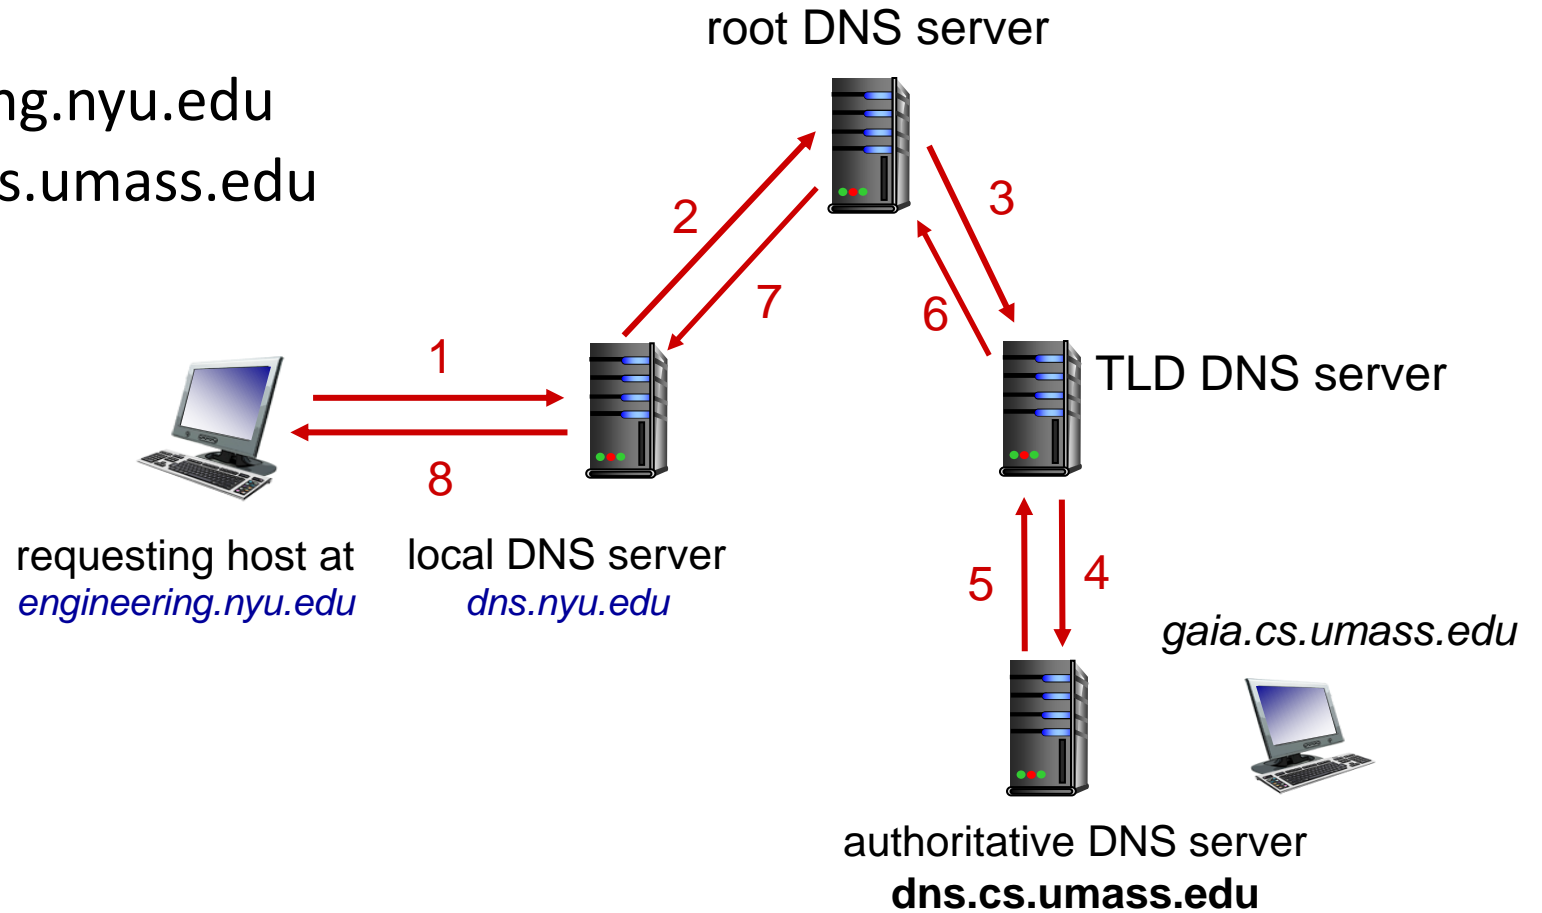 root DNS server
ng.nyu.edu
s.umass.edu
2
3
7
6
1
TLD DNS server
8
requesting host at
engineering.nyu.edu
local DNS server
dns.nyu.edu
5
4
gaia.cs.umass.edu
authoritative DNS server
dns.cs.umass.edu